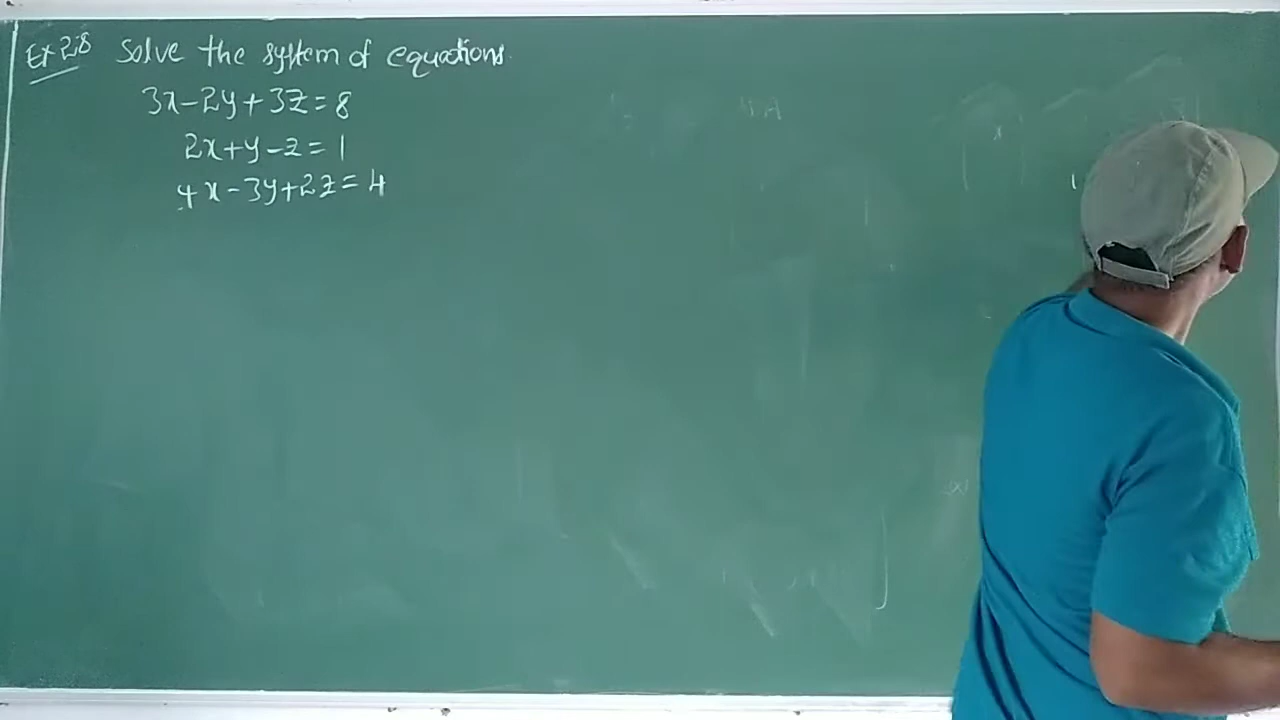 Ex 2.8 Solve the system of equations.
3x-2y+3z=8
2x+y-z=1
4x-3y+2z=4